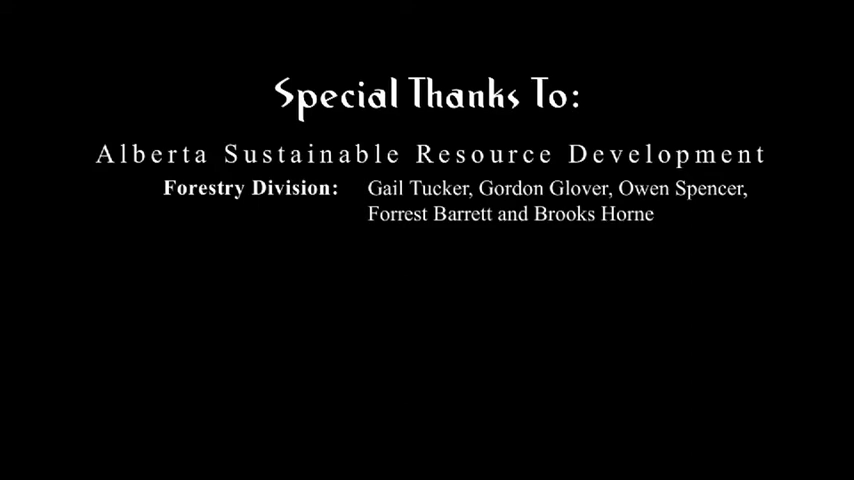 Special Thanks To:
Alberta Sustainable Resource Development
Forestry Division: Gail Tucker, Gordon Glover, Owen Spencer,
Forrest Barrett and Brooks Horne